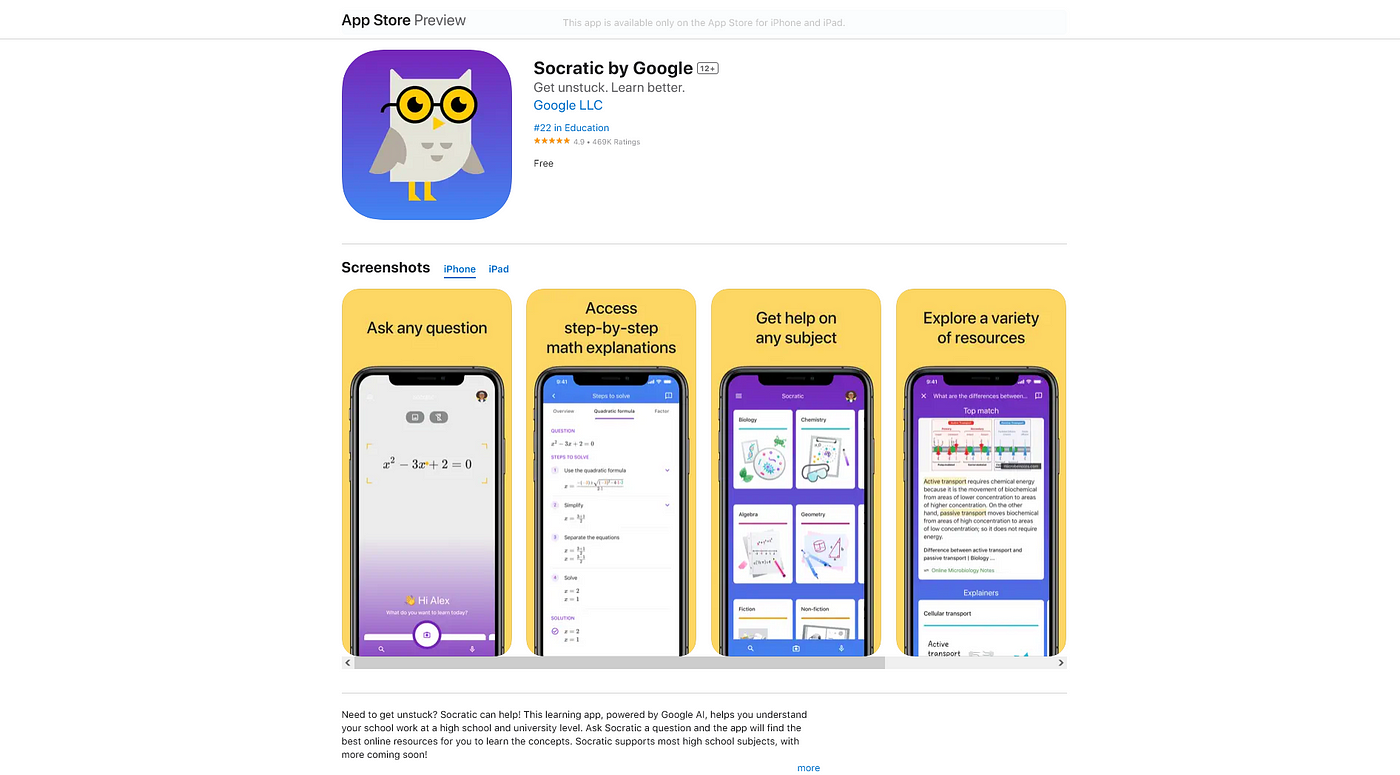 App Store Preview
This app is available only on the App Store for iPhone and iPad.
Socratic by Google 12+
Get unstuck. Learn better.
Google LLC
#22 in Education
4.9 • 469K Ratings
Free
Screenshots iPhone iPad
Ask any question
x² − 3x + 2 = 0
Hi Alex
What do you want to learn today?
Access
step-by-step
math explanations
9:41
Steps to solve
Overview Quadratic formula Factor
QUESTION
x² − 3x + 2 = 0
STEPS TO SOLVE
1 Use the quadratic formula
2 Simplify
3 Separate the equations
4 Solve
x = 2
x = 1
SOLUTION
x = 2
x = 1
Get help on
any subject
Socratic
Biology Chemistry
Algebra Geometry
Fiction Non-fiction
Explore a variety
of resources
9:41
What are the differences between...
Top match
Active transport requires chemical energy
because it is the movement of biochemical
from areas of lower concentration to areas
of higher concentration. On the other
hand, passive transport moves biochemical
from areas of high concentration to areas
of low concentration; so it does not require
energy.
Difference between active transport and
passive transport | Biology ...
Online Microbiology Notes
Explainers
Cellular transport
Active
transport
Need to get unstuck? Socratic can help! This learning app, powered by Google AI, helps you understand
your school work at a high school and university level. Ask Socratic a question and the app will find the
best online resources for you to learn the concepts. Socratic supports most high school subjects, with
more coming soon!
more